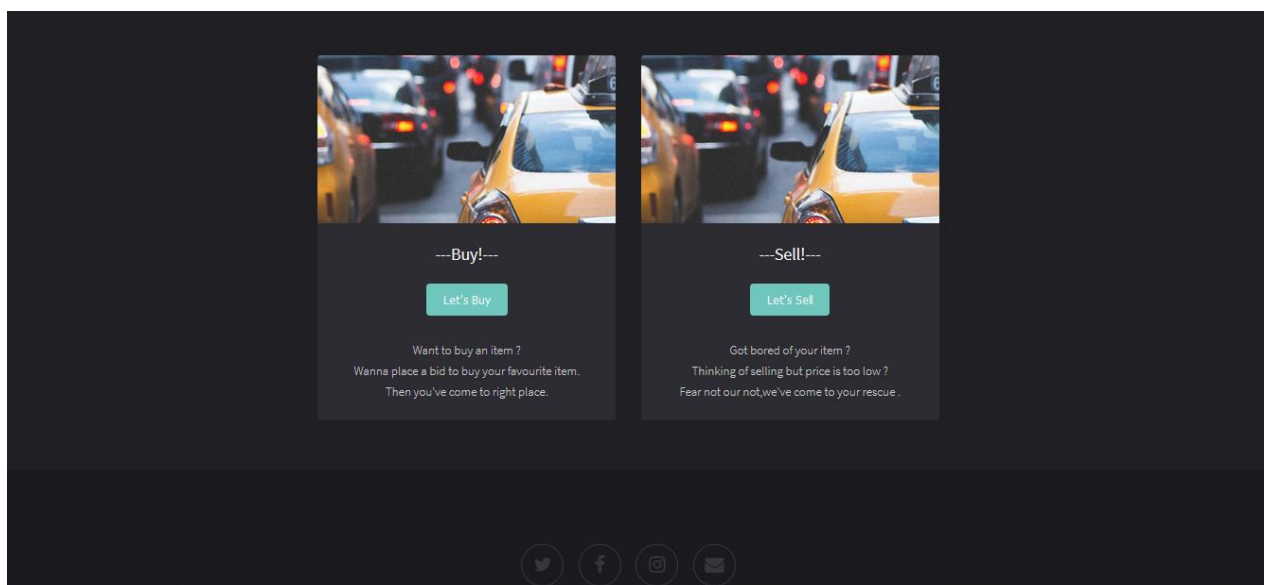 ---Buy!---
Let's Buy
Want to buy an item ?
Wanna place a bid to buy your favourite item.
Then you've come to right place.
---Sell!---
Let's Sell
Got bored of your item ?
Thinking of selling but price is too low ?
Fear not our not,we've come to your rescue .